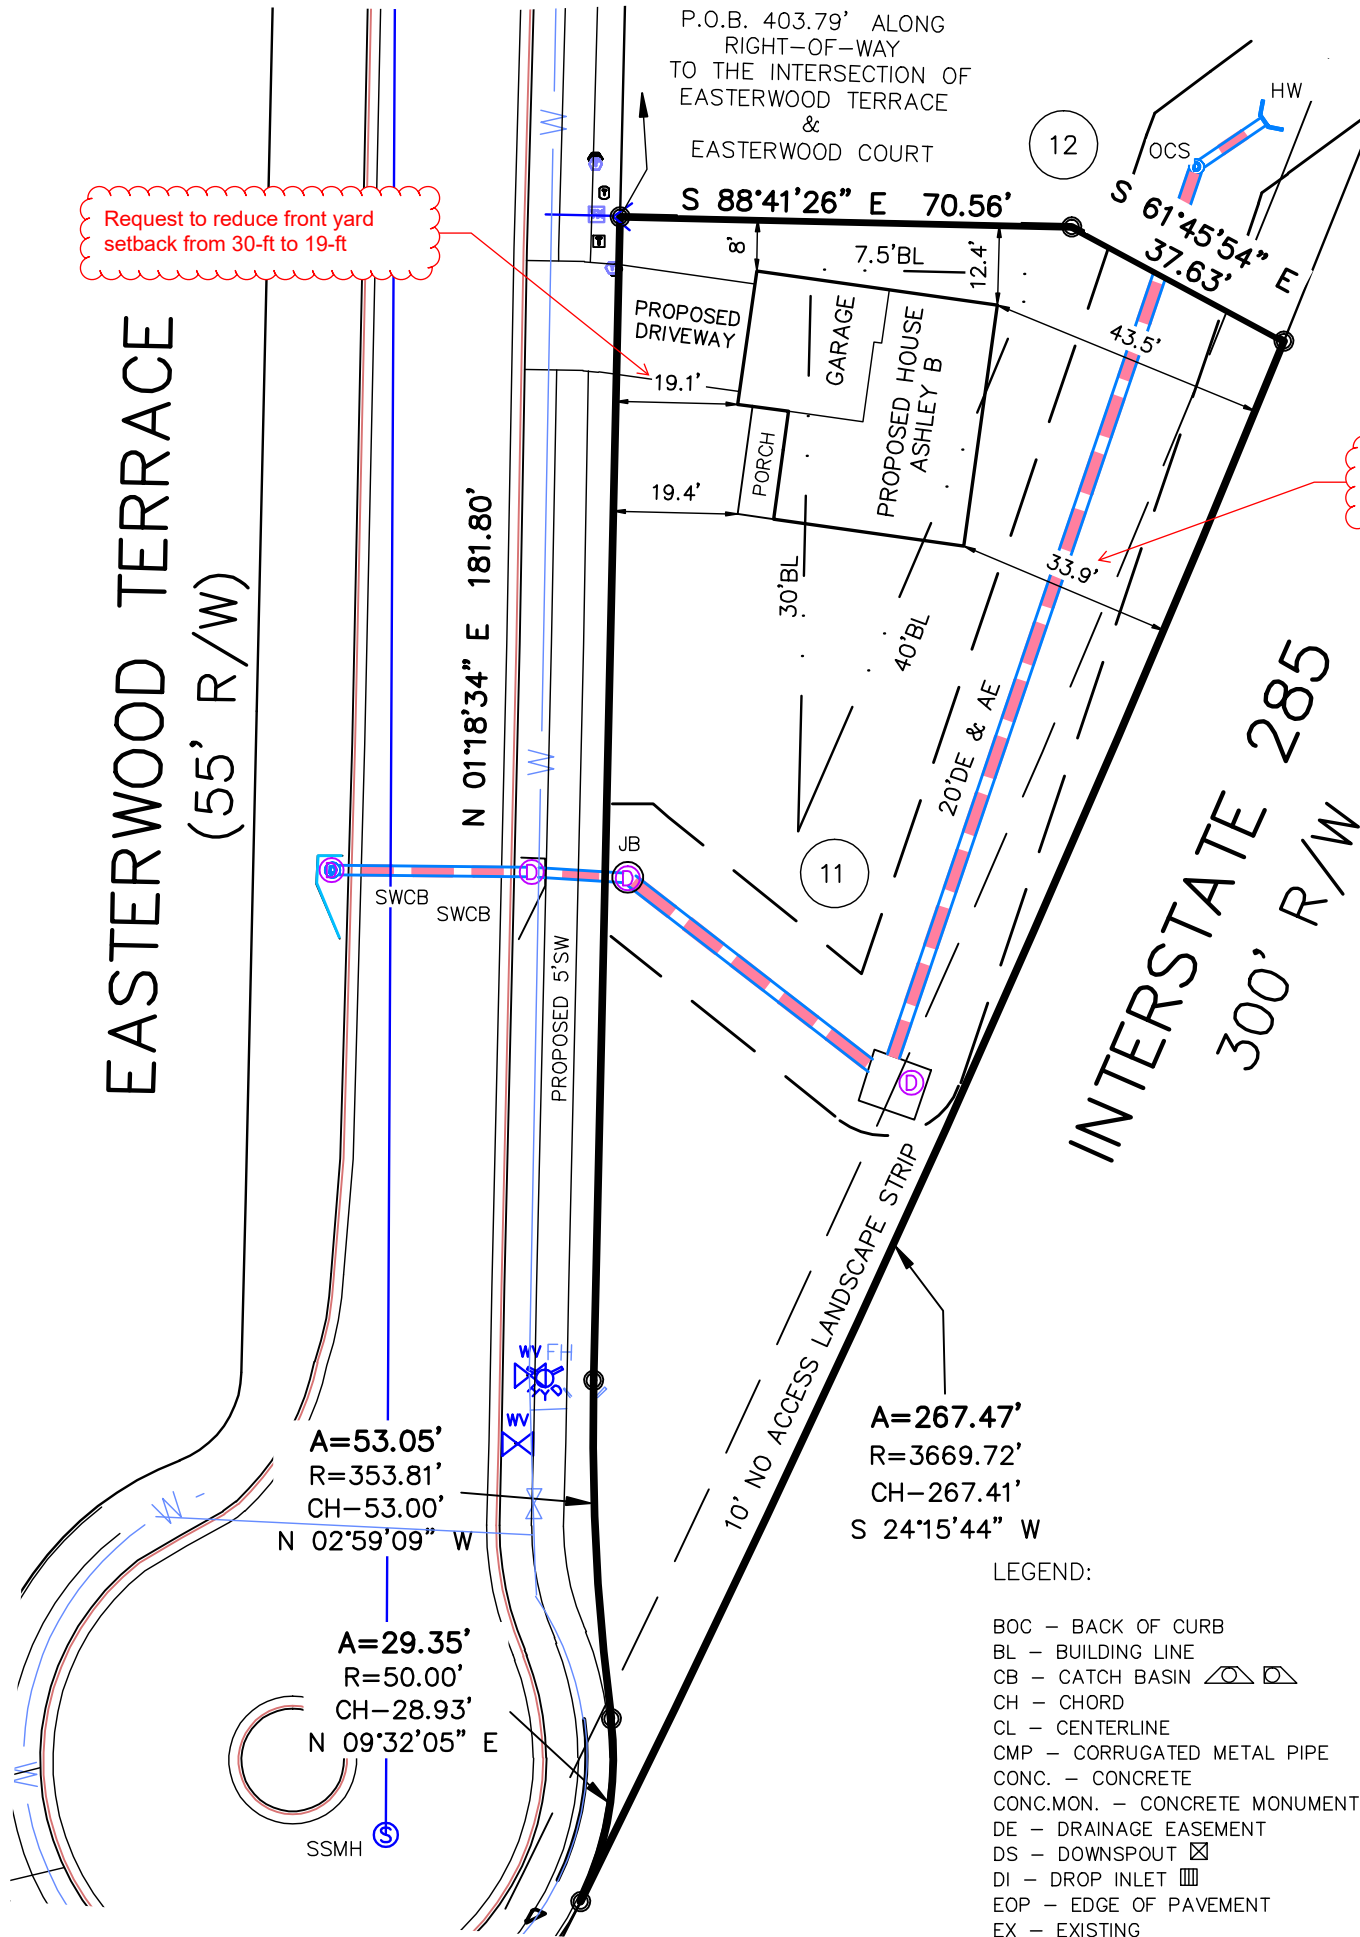 P.O.B. 403.79' ALONG
RIGHT-OF-WAY
TO THE INTERSECTION OF
EASTERWOOD TERRACE
&
EASTERWOOD COURT
12
HW
OCS
S 88°41'26" E 70.56'
S 61°45'54" E
37.63'
Request to reduce front yard
setback from 30-ft to 19-ft
8'
7.5'BL
12.4'
PROPOSED
DRIVEWAY
GARAGE
PROPOSED HOUSE
ASHLEY B
43.5'
19.1'
PORCH
19.4'
33.9'
30'BL
40'BL
EASTERWOOD TERRACE
(55' R/W)
N 01°18'34" E 181.80'
W
W
20'DE & AE
INTERSTATE 285
300' R/W
JB
11
D
D
D
D
D
SWCB
SWCB
PROPOSED 5'SW
D
10' NO ACCESS LANDSCAPE STRIP
WV
FH
WV
A=53.05'
R=353.81'
CH-53.00'
N 02°59'09" W
A=267.47'
R=3669.72'
CH-267.41'
S 24°15'44" W
W
A=29.35'
R=50.00'
CH-28.93'
N 09°32'05" E
W
SSMH
S
LEGEND:
BOC - BACK OF CURB
BL - BUILDING LINE
CB - CATCH BASIN
CH - CHORD
CL - CENTERLINE
CMP - CORRUGATED METAL PIPE
CONC. - CONCRETE
CONC.MON. - CONCRETE MONUMENT
DE - DRAINAGE EASEMENT
DS - DOWNSPOUT
DI - DROP INLET
EOP - EDGE OF PAVEMENT
EX - EXISTING